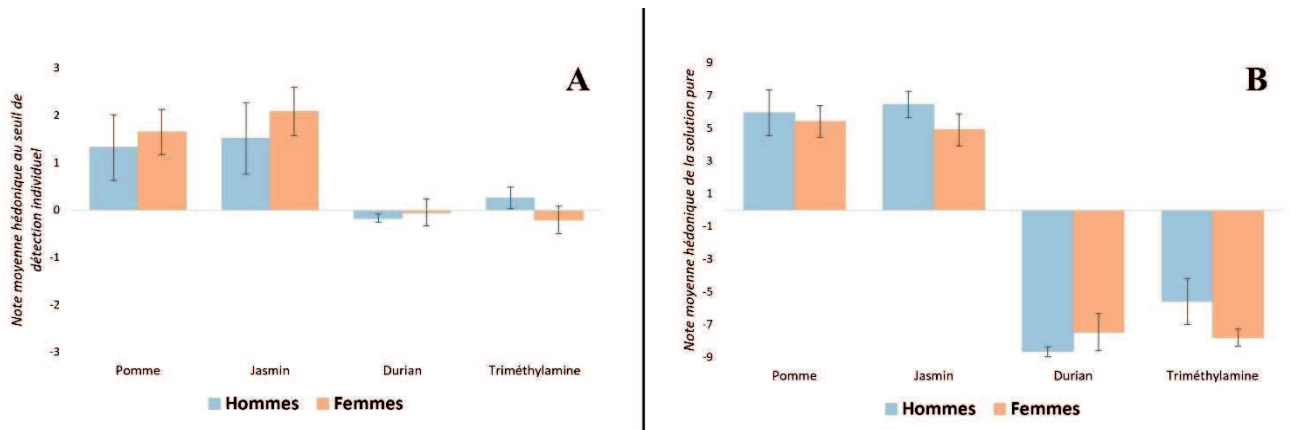 A
Note moyenne hédonique au seuil de
détection individuel
3
2
1
0
-1
-2
-3
Pomme Jasmin Durian Triméthylamine
Hommes Femmes
B
Note moyenne hédonique de la solution pure
9
7
5
3
1
-1
-3
-5
-7
-9
Pomme Jasmin Durian Triméthylamine
Hommes Femmes